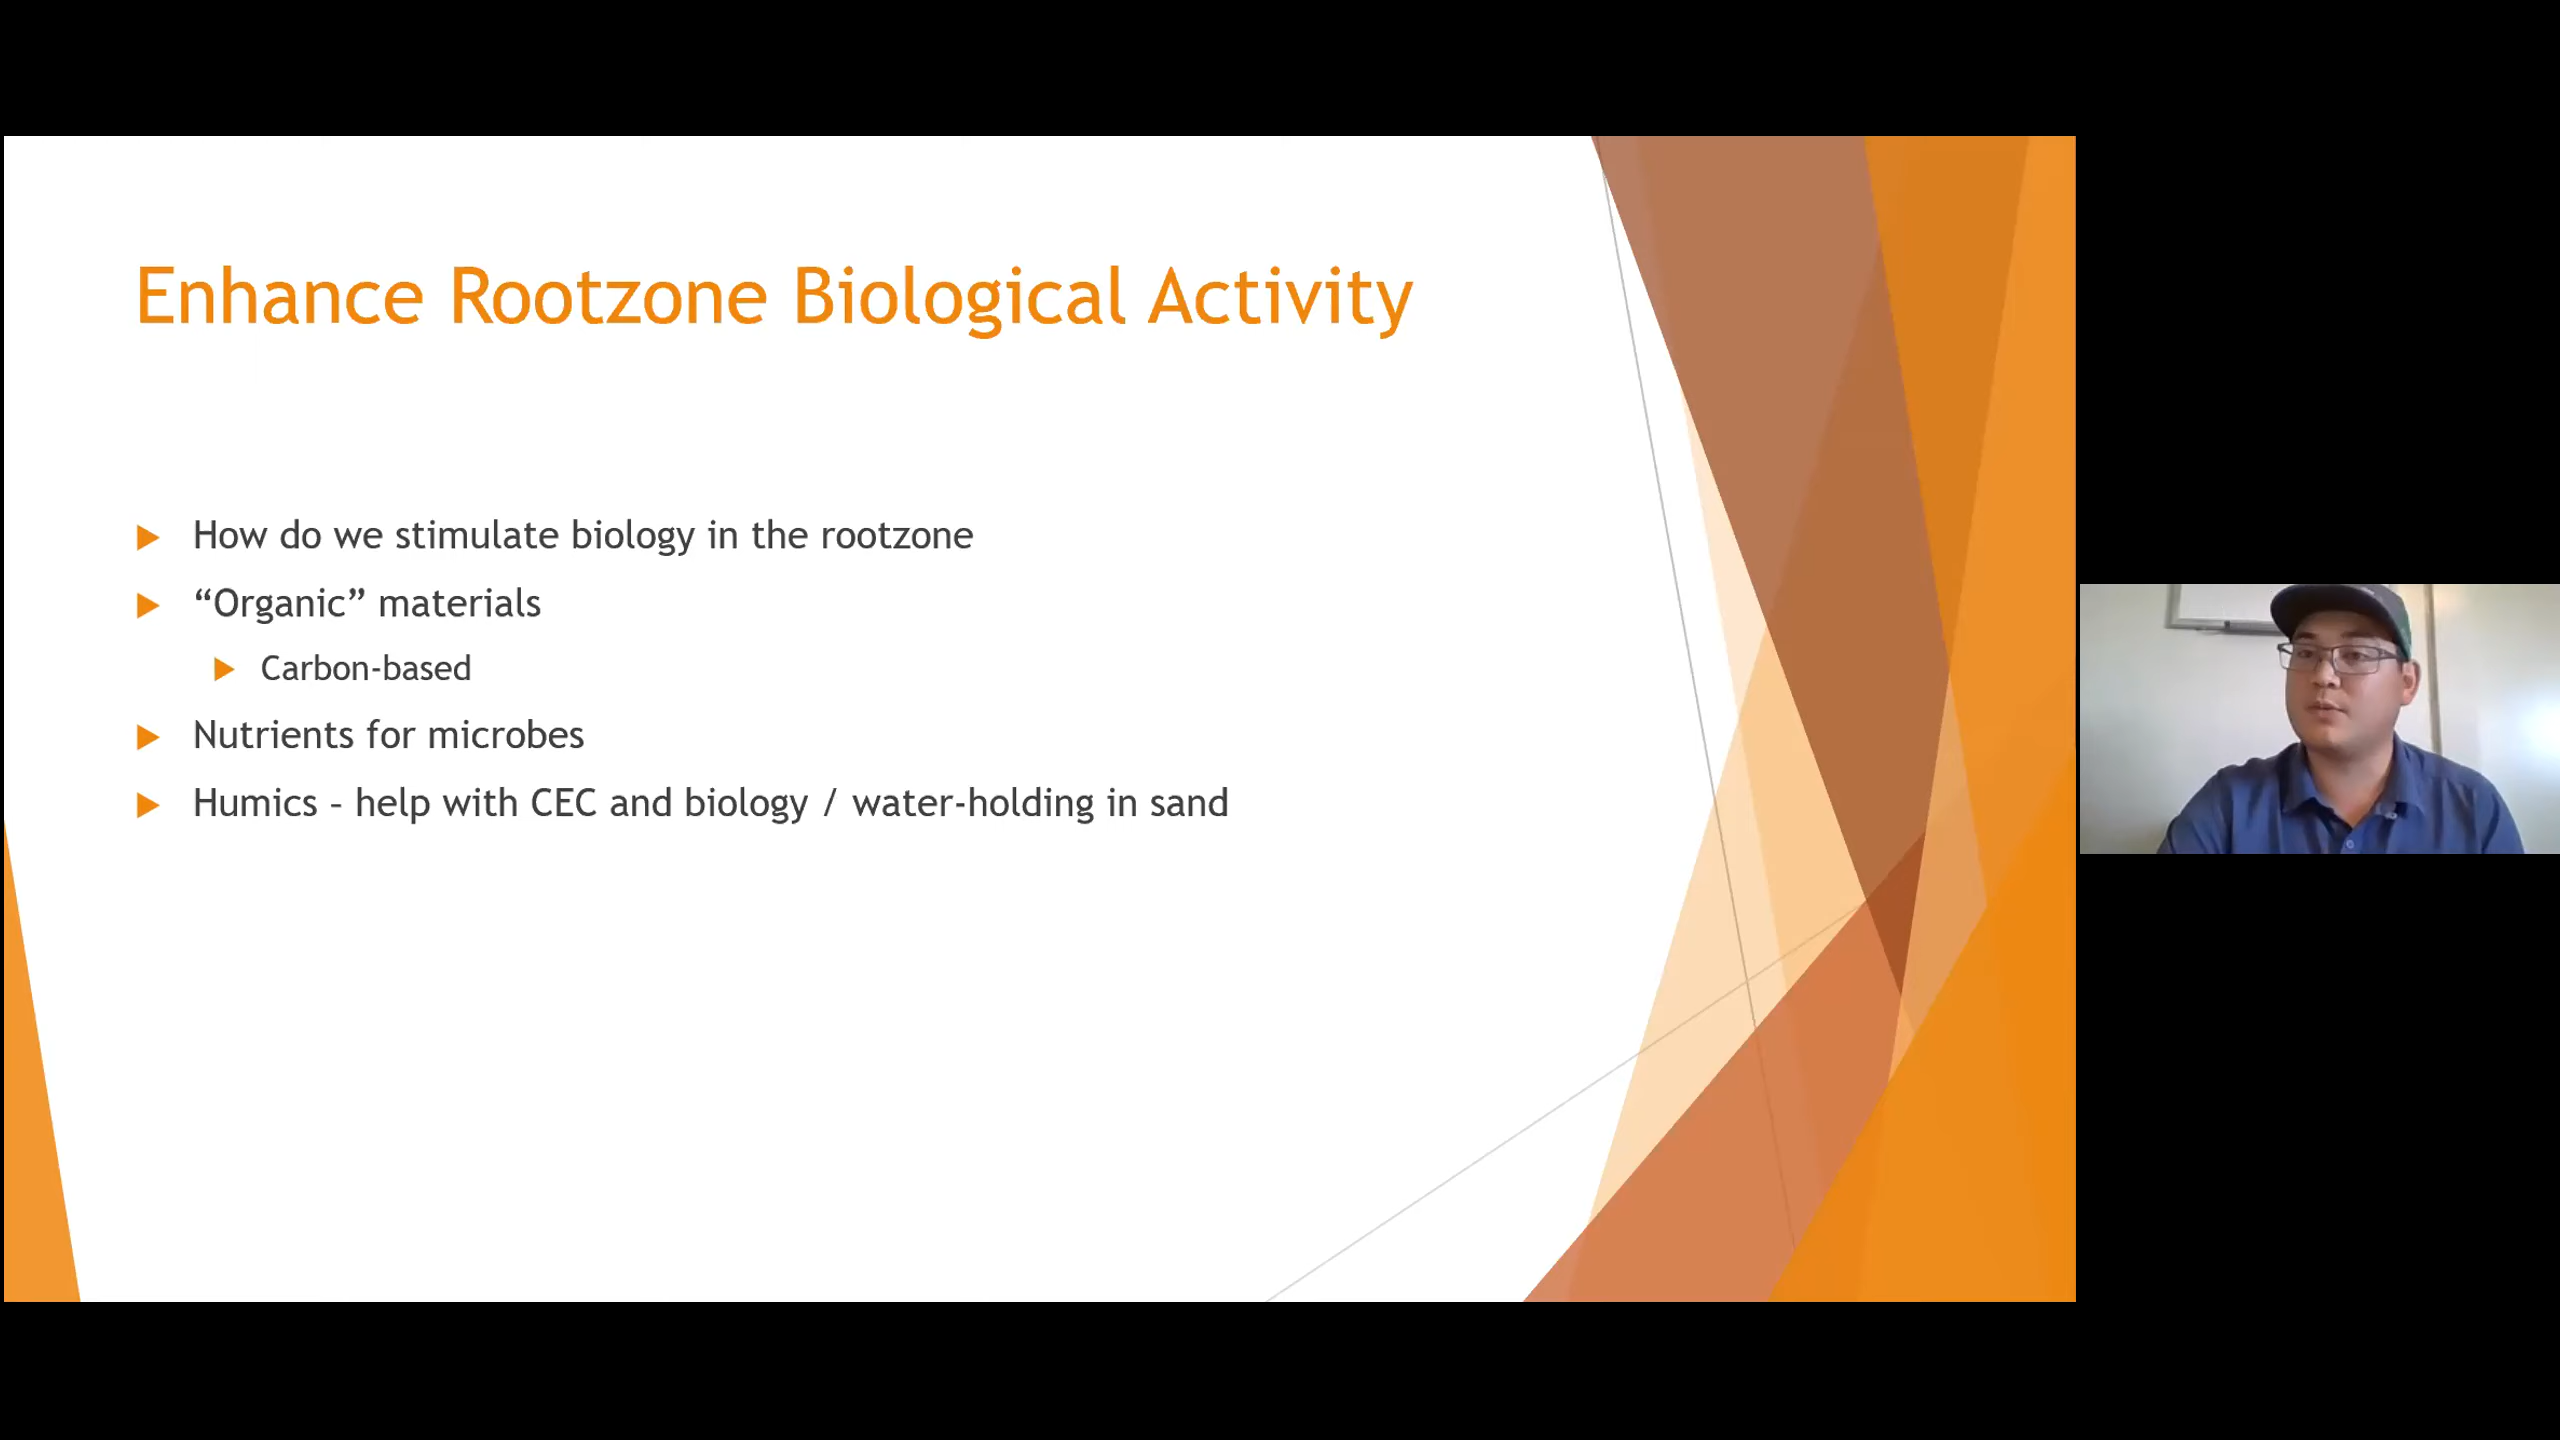 Enhance Rootzone Biological Activity
How do we stimulate biology in the rootzone
“Organic” materials
Carbon-based
Nutrients for microbes
Humics – help with CEC and biology / water-holding in sand